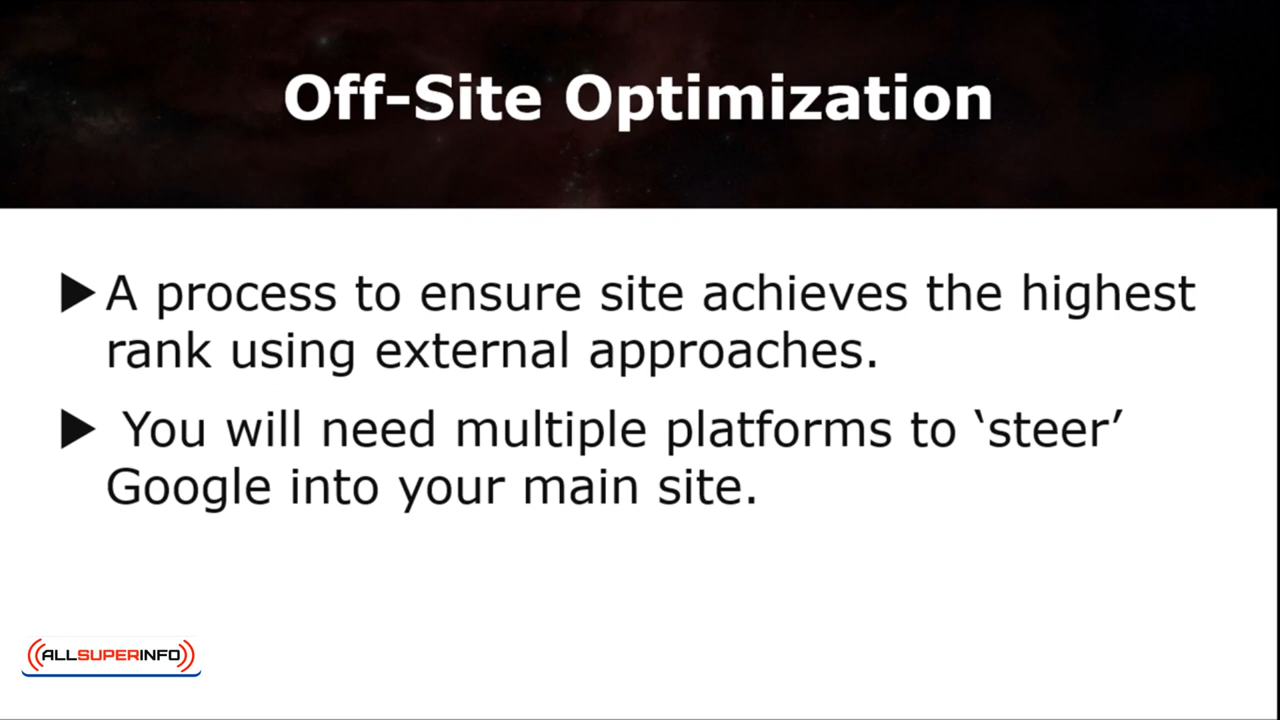 Off-Site Optimization
▶A process to ensure site achieves the highest
rank using external approaches.
▶ You will need multiple platforms to ‘steer’
Google into your main site.
((ALLSUPERINFO))